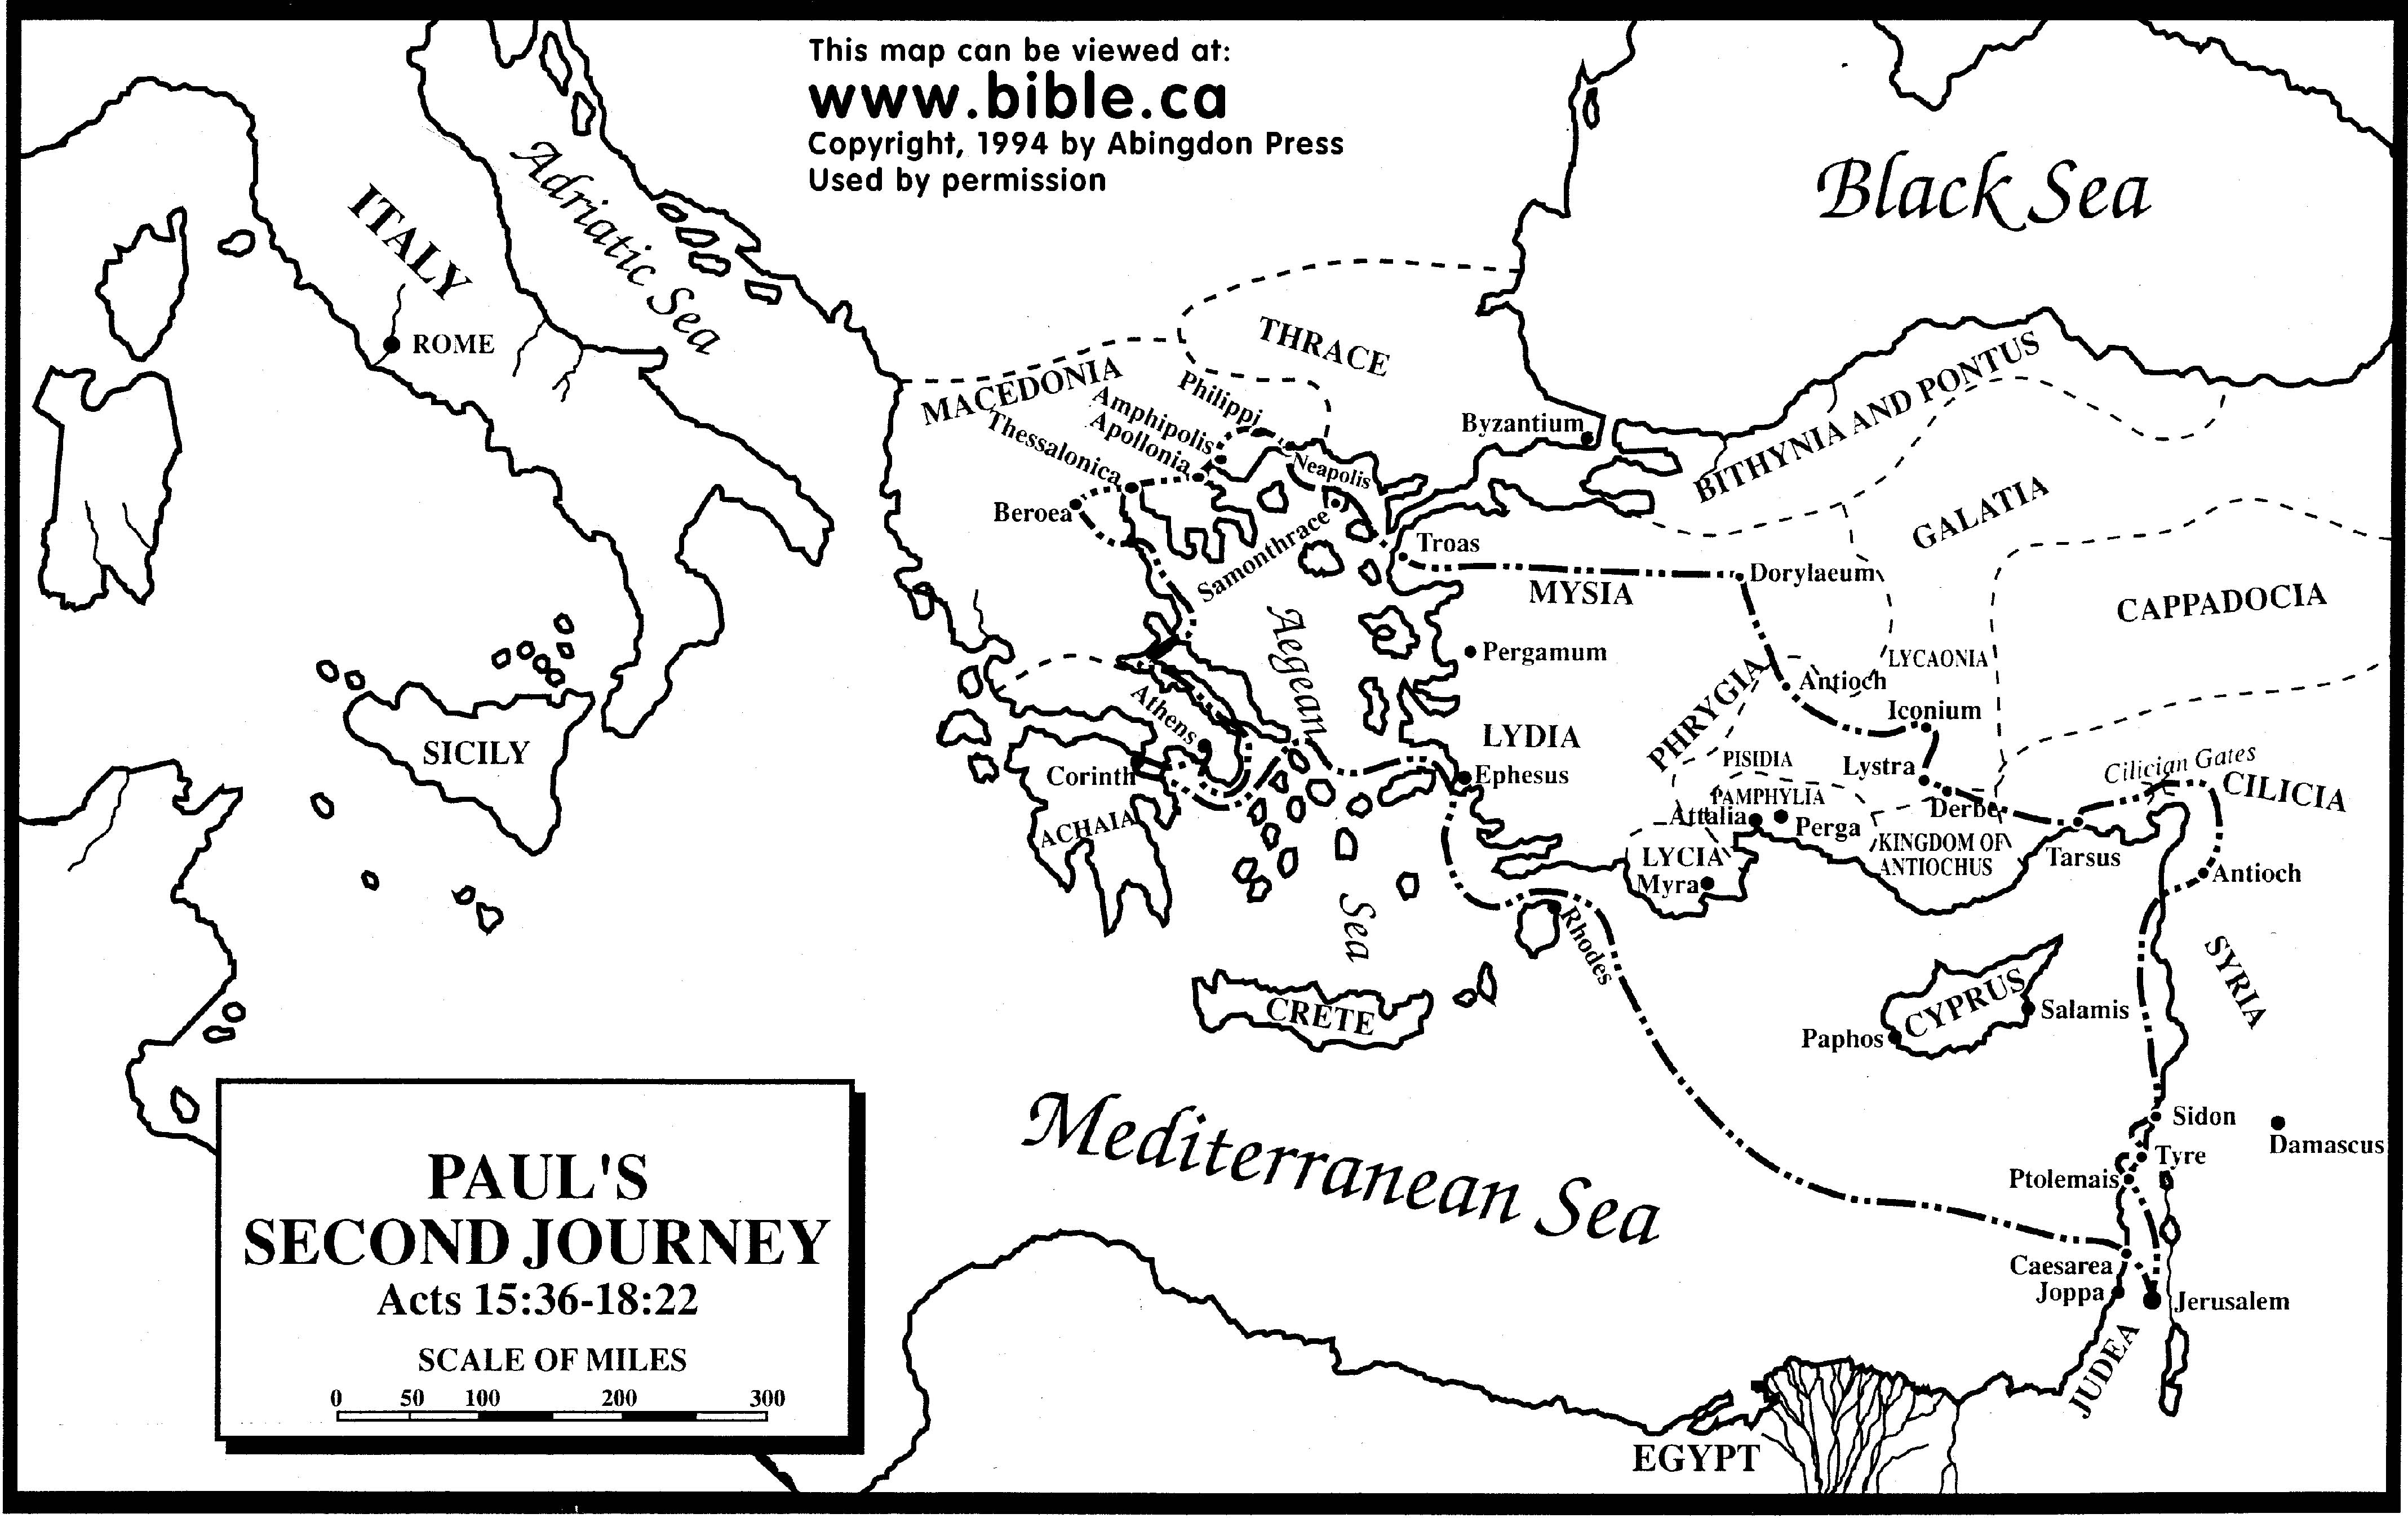 This map can be viewed at:
www.bible.ca
Copyright, 1994 by Abingdon Press
Used by permission
Black Sea
Adriatic Sea
ITALY
ROME
THRACE
MACEDONIA
Philippi
Amphipolis
Apollonia
Thessalonica
Neapolis
Beroea
Byzantium
BITHYNIA AND PONTUS
GALATIA
Samonthrace
Troas
Dorylaeum
MYSIA
CAPPADOCIA
Aegean
Sea
Pergamum
LYCAONIA
PHRYGIA
Antioch
Iconium
Athens
LYDIA
SICILY
PISIDIA
Lystra
Cilician Gates
CILICIA
Corinth
Ephesus
PAMPHYLIA
Derbe
Attalia
Perga
ACHAIA
KINGDOM OF
ANTIOCHUS
Tarsus
LYCIA
Myra
Antioch
Rhodes
SYRIA
CRETE
CYPRUS
Salamis
Paphos
Mediterranean Sea
Sidon
Damascus
Tyre
Ptolemais
Caesarea
Joppa
Jerusalem
JUDEA
EGYPT
PAUL'S
SECOND JOURNEY
Acts 15:36-18:22
SCALE OF MILES
0 50 100 200 300